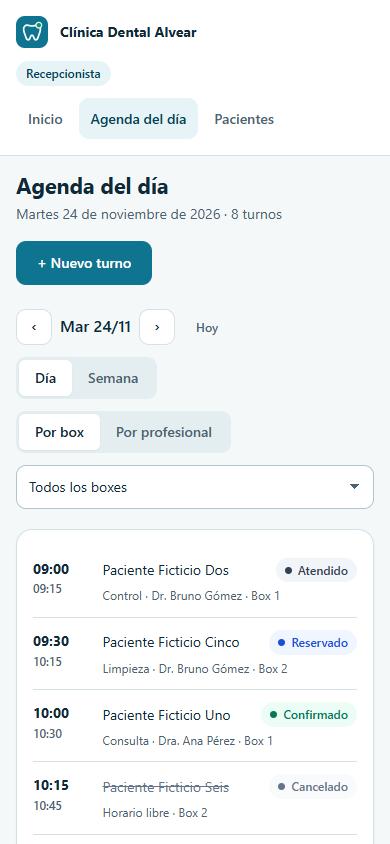 Clínica Dental Alvear
Recepcionista
Inicio Agenda del día Pacientes
Agenda del día
Martes 24 de noviembre de 2026 · 8 turnos
+ Nuevo turno
‹ Mar 24/11 › Hoy
Día Semana
Por box Por profesional
Todos los boxes
09:00 Paciente Ficticio Dos Atendido
09:15 Control · Dr. Bruno Gómez · Box 1
09:30 Paciente Ficticio Cinco Reservado
10:15 Limpieza · Dr. Bruno Gómez · Box 2
10:00 Paciente Ficticio Uno Confirmado
10:30 Consulta · Dra. Ana Pérez · Box 1
10:15 Paciente Ficticio Seis Cancelado
10:45 Horario libre · Box 2